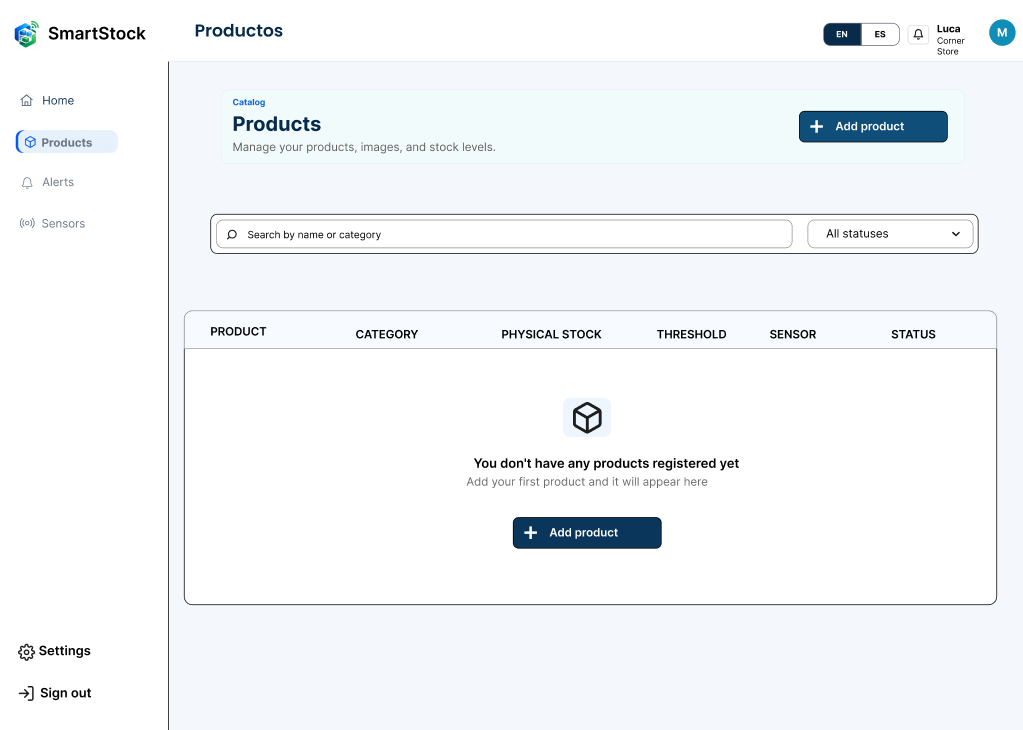 SmartStock
Productos
EN
ES
Luca
Corner
Store
M
Home
Products
Alerts
Sensors
Catalog
Products
Manage your products, images, and stock levels.
Add product
Search by name or category
All statuses
PRODUCT
CATEGORY
PHYSICAL STOCK
THRESHOLD
SENSOR
STATUS
You don't have any products registered yet
Add your first product and it will appear here
Add product
Settings
Sign out